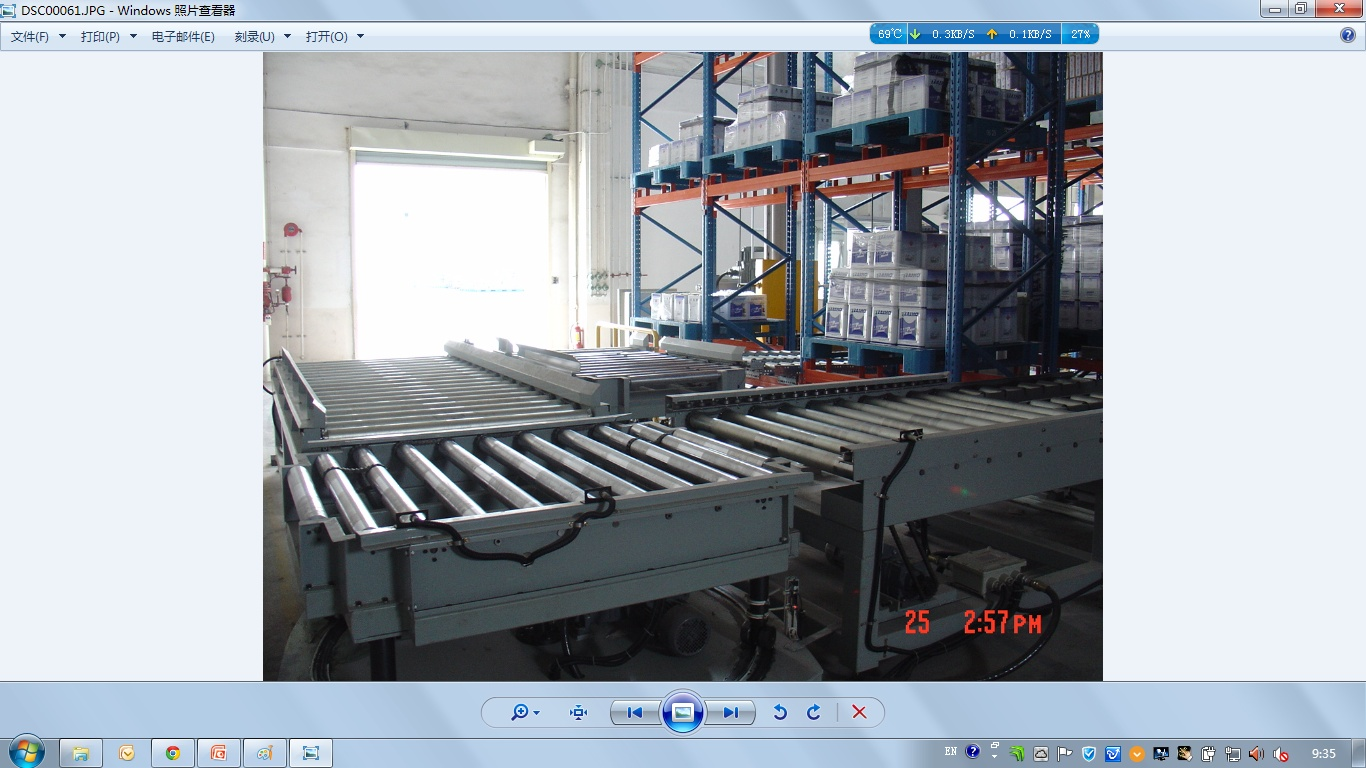 DSC00061.JPG - Windows 照片查看器
文件(F) 打印(P) 电子邮件(E) 刻录(U) 打开(O)
69℃ 0.3KB/S 0.1KB/S 27%
25 2:57PM
EN
9:35